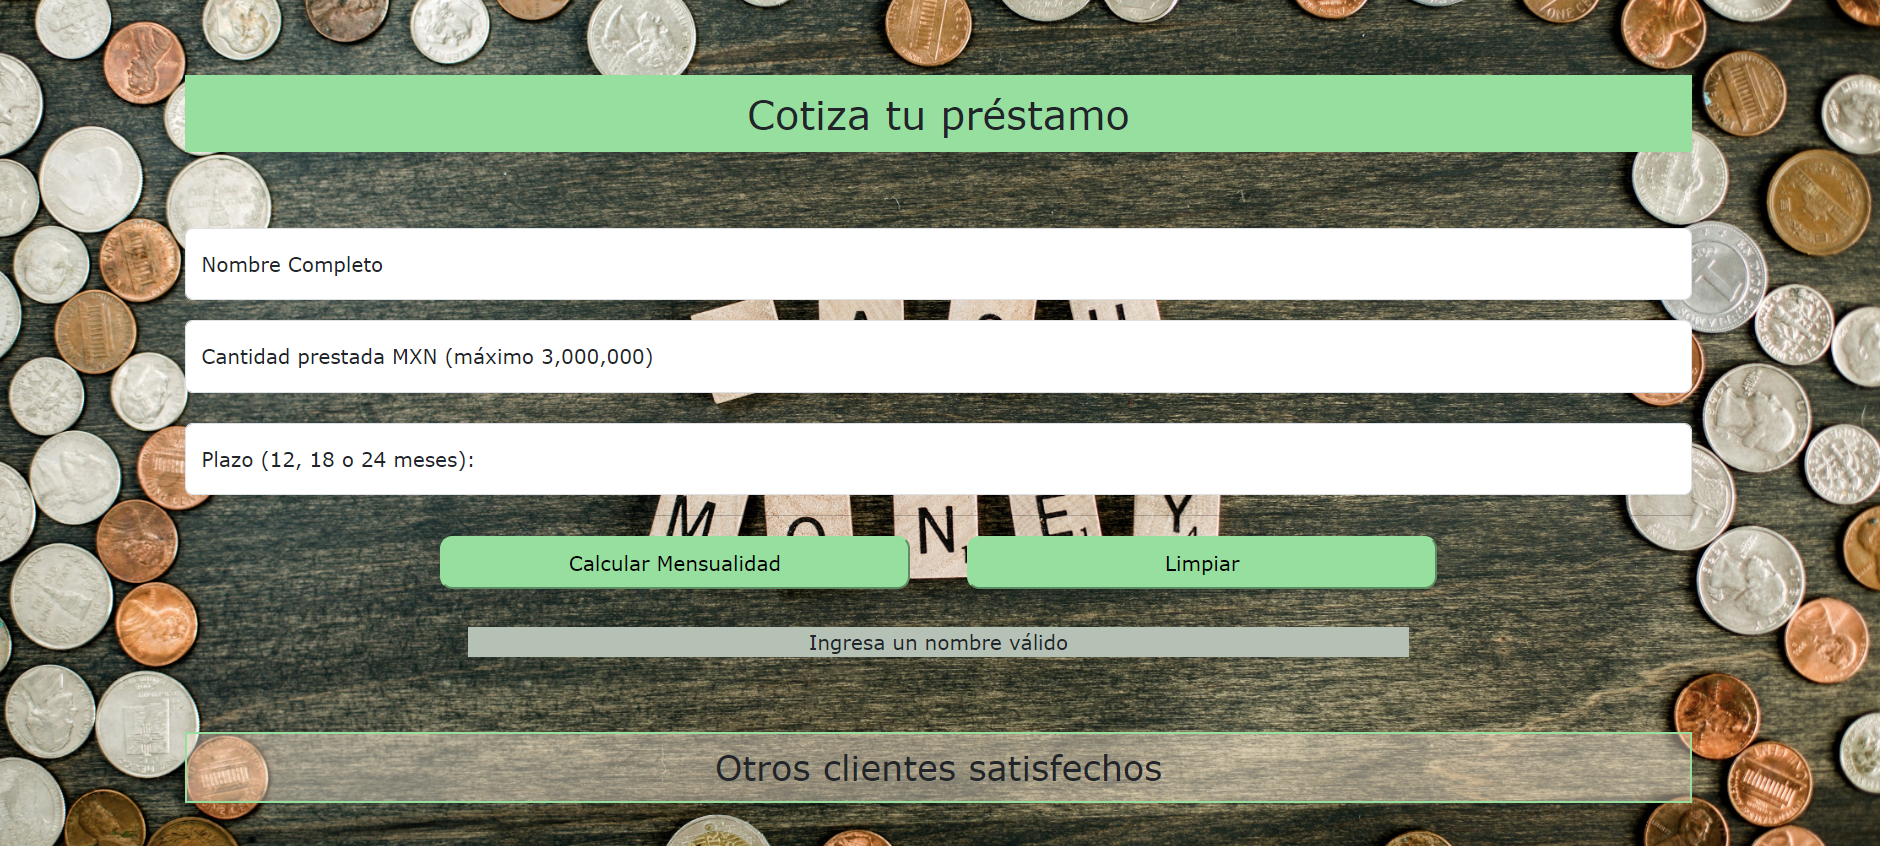 Cotiza tu préstamo
Nombre Completo
Cantidad prestada MXN (máximo 3,000,000)
Plazo (12, 18 o 24 meses):
M O N E Y
Calcular Mensualidad
Limpiar
Ingresa un nombre válido
Otros clientes satisfechos